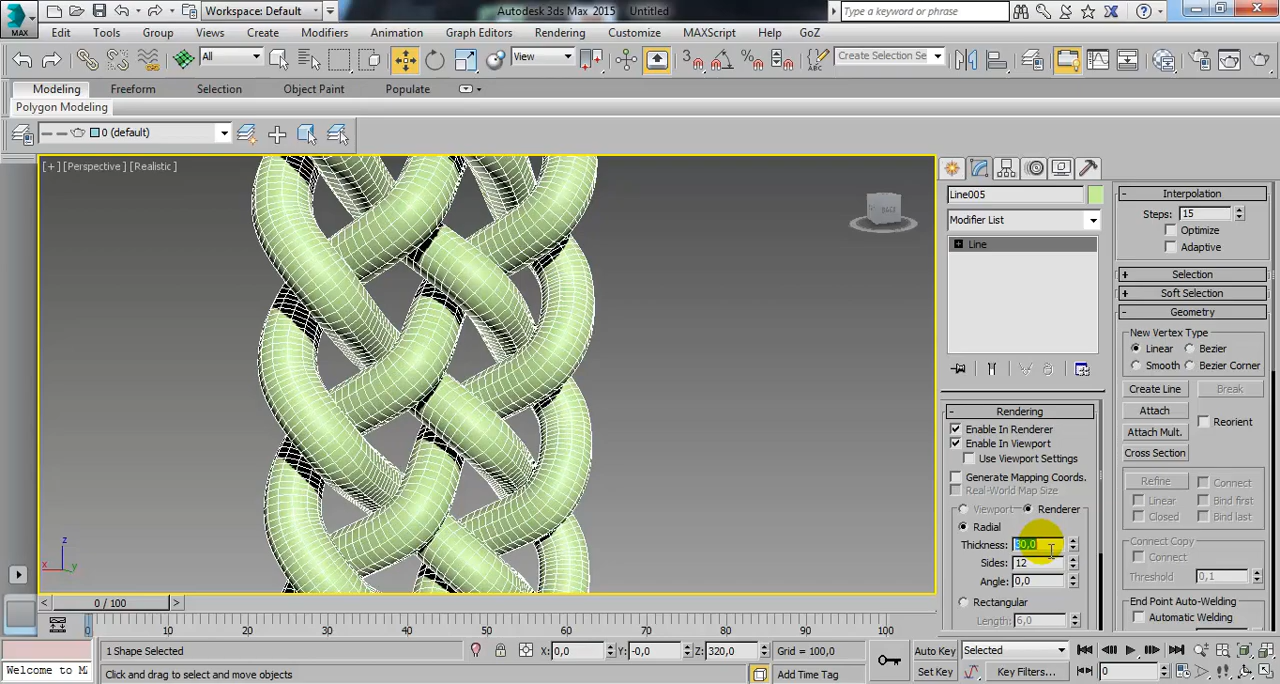 MAX
Workspace: Default
Autodesk 3ds Max 2015 Untitled
Type a keyword or phrase
Edit Tools Group Views Create Modifiers Animation Graph Editors Rendering Customize MAXScript Help GoZ
All
View
3
ABC
Create Selection Se
Modeling Freeform Selection Object Paint Populate
Polygon Modeling
0 (default)
[+] [Perspective] [Realistic]
BACK
z
x
y
Line005
Modifier List
Line
Rendering
Enable In Renderer
Enable In Viewport
Use Viewport Settings
Generate Mapping Coords.
Real-World Map Size
Viewport Renderer
Radial
Thickness: 30,0
Sides: 12
Angle: 0,0
Rectangular
Length: 6,0
Interpolation
Steps: 15
Optimize
Adaptive
Selection
Soft Selection
Geometry
New Vertex Type
Linear Bezier
Smooth Bezier Corner
Create Line Break
Attach
Reorient
Attach Mult.
Cross Section
Refine Connect
Linear Bind first
Closed Bind last
Connect Copy
Connect
Threshold 0,1
End Point Auto-Welding
Automatic Welding
< 0 / 100 >
0 10 20 30 40 50 60 70 80 90 100
1 Shape Selected
X: 0,0 Y: -0,0 Z: 320,0
Grid = 100,0
Auto Key Selected
Welcome to M
Click and drag to select and move objects
Add Time Tag
Set Key Key Filters...
0